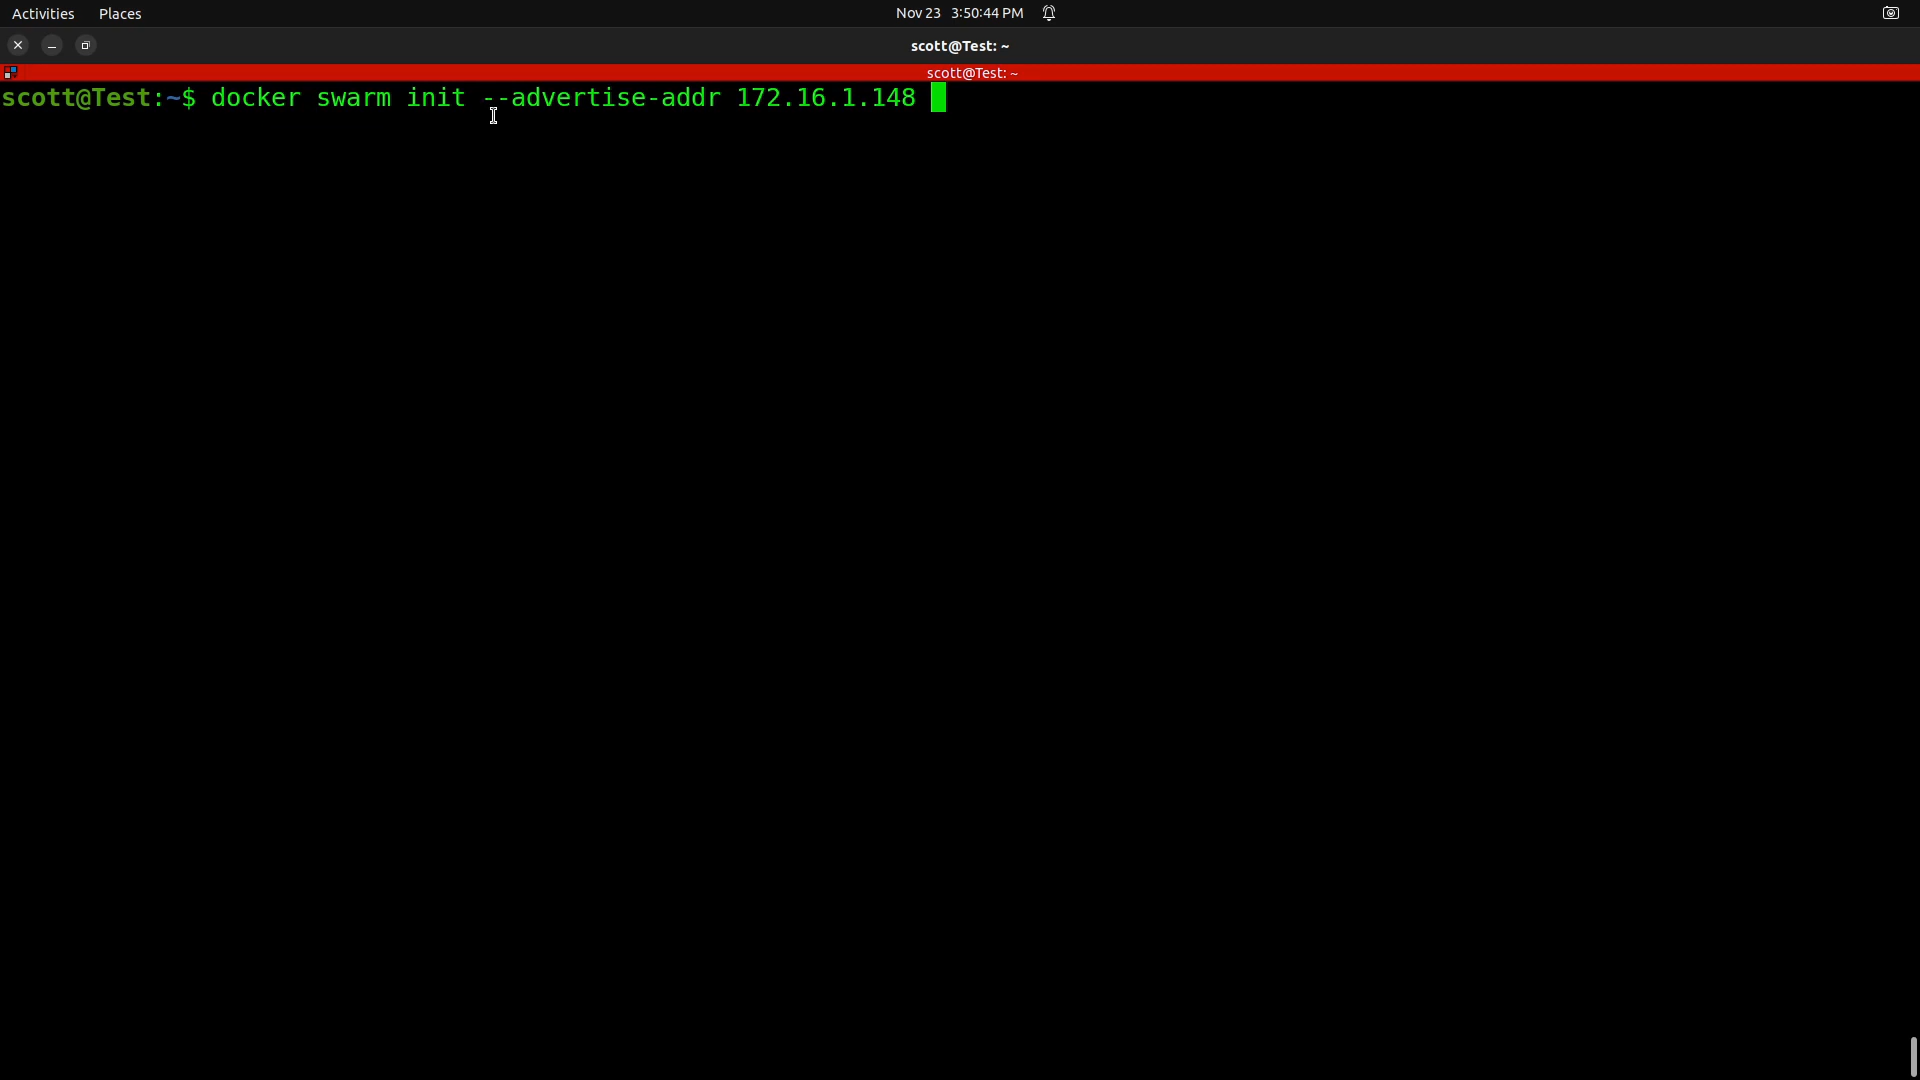 Activities Places Nov 23 3:50:44 PM
scott@Test: ~
scott@Test: ~
scott@Test:~$ docker swarm init --advertise-addr 172.16.1.148